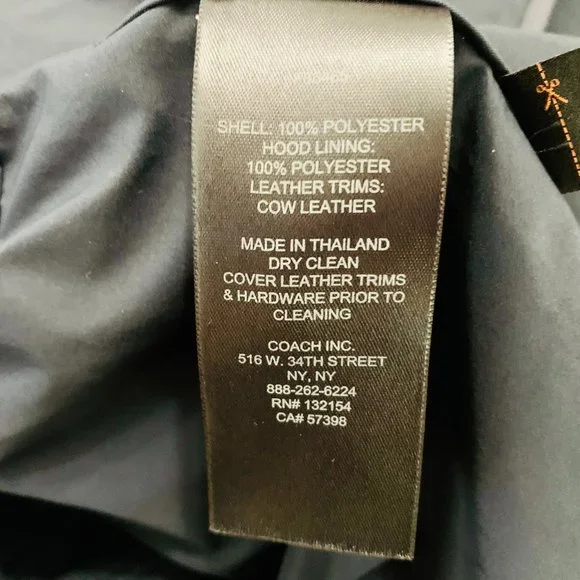 SHELL: 100% POLYESTER
HOOD LINING:
100% POLYESTER
LEATHER TRIMS:
COW LEATHER
MADE IN THAILAND
DRY CLEAN
COVER LEATHER TRIMS
& HARDWARE PRIOR TO
CLEANING
COACH INC.
516 W. 34TH STREET
NY, NY
888-262-6224
RN# 132154
CA# 57398